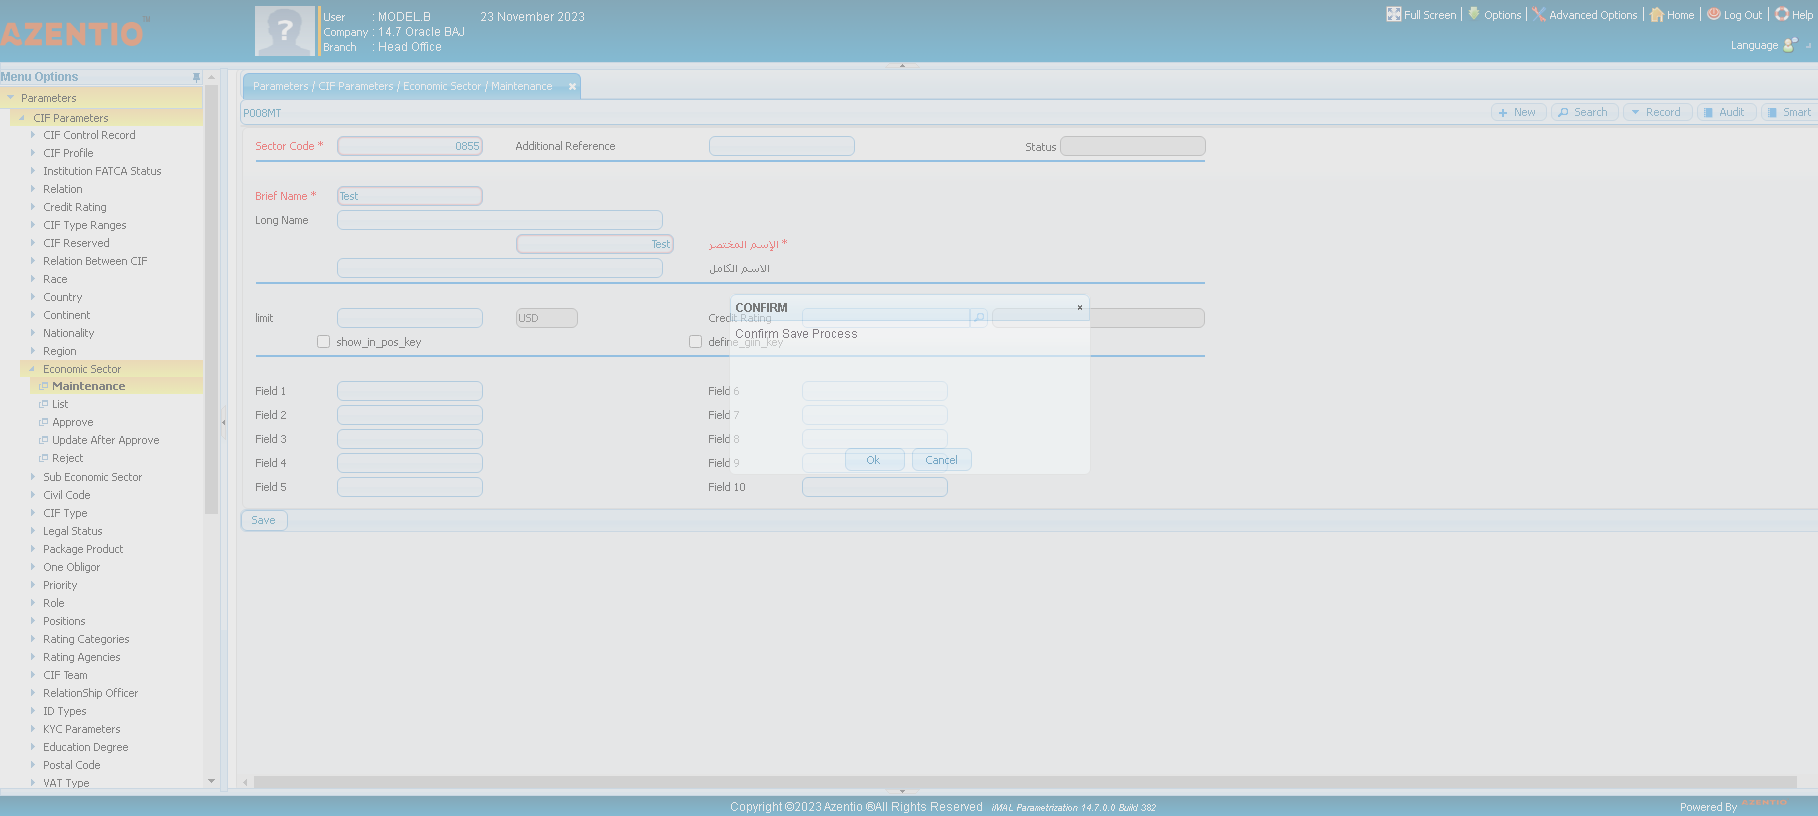 AZENTIO™
User : MODEL.B 23 November 2023
Company : 14.7 Oracle BAJ
Branch : Head Office
Full Screen Options Advanced Options Home Log Out Help
Language
Menu Options
Parameters
CIF Parameters
CIF Control Record
CIF Profile
Institution FATCA Status
Relation
Credit Rating
CIF Type Ranges
CIF Reserved
Relation Between CIF
Race
Country
Continent
Nationality
Region
Economic Sector
Maintenance
List
Approve
Update After Approve
Reject
Sub Economic Sector
Civil Code
CIF Type
Legal Status
Package Product
One Obligor
Priority
Role
Positions
Rating Categories
Rating Agencies
CIF Team
RelationShip Officer
ID Types
KYC Parameters
Education Degree
Postal Code
VAT Type
Parameters / CIF Parameters / Economic Sector / Maintenance
P008MT
New Search Record Audit Smart
Sector Code * 0855 Additional Reference Status
Brief Name * Test
Long Name
Test الإسم المختصر *
الاسم الكامل
limit USD Credit Rating
show_in_pos_key define_giin_key
CONFIRM
Confirm Save Process
Ok Cancel
Field 1 Field 6
Field 2 Field 7
Field 3 Field 8
Field 4 Field 9
Field 5 Field 10
Save
Copyright ©2023 Azentio ®All Rights Reserved iMAL Parametrization 14.7.0.0 Build 382
Powered By AZENTIO